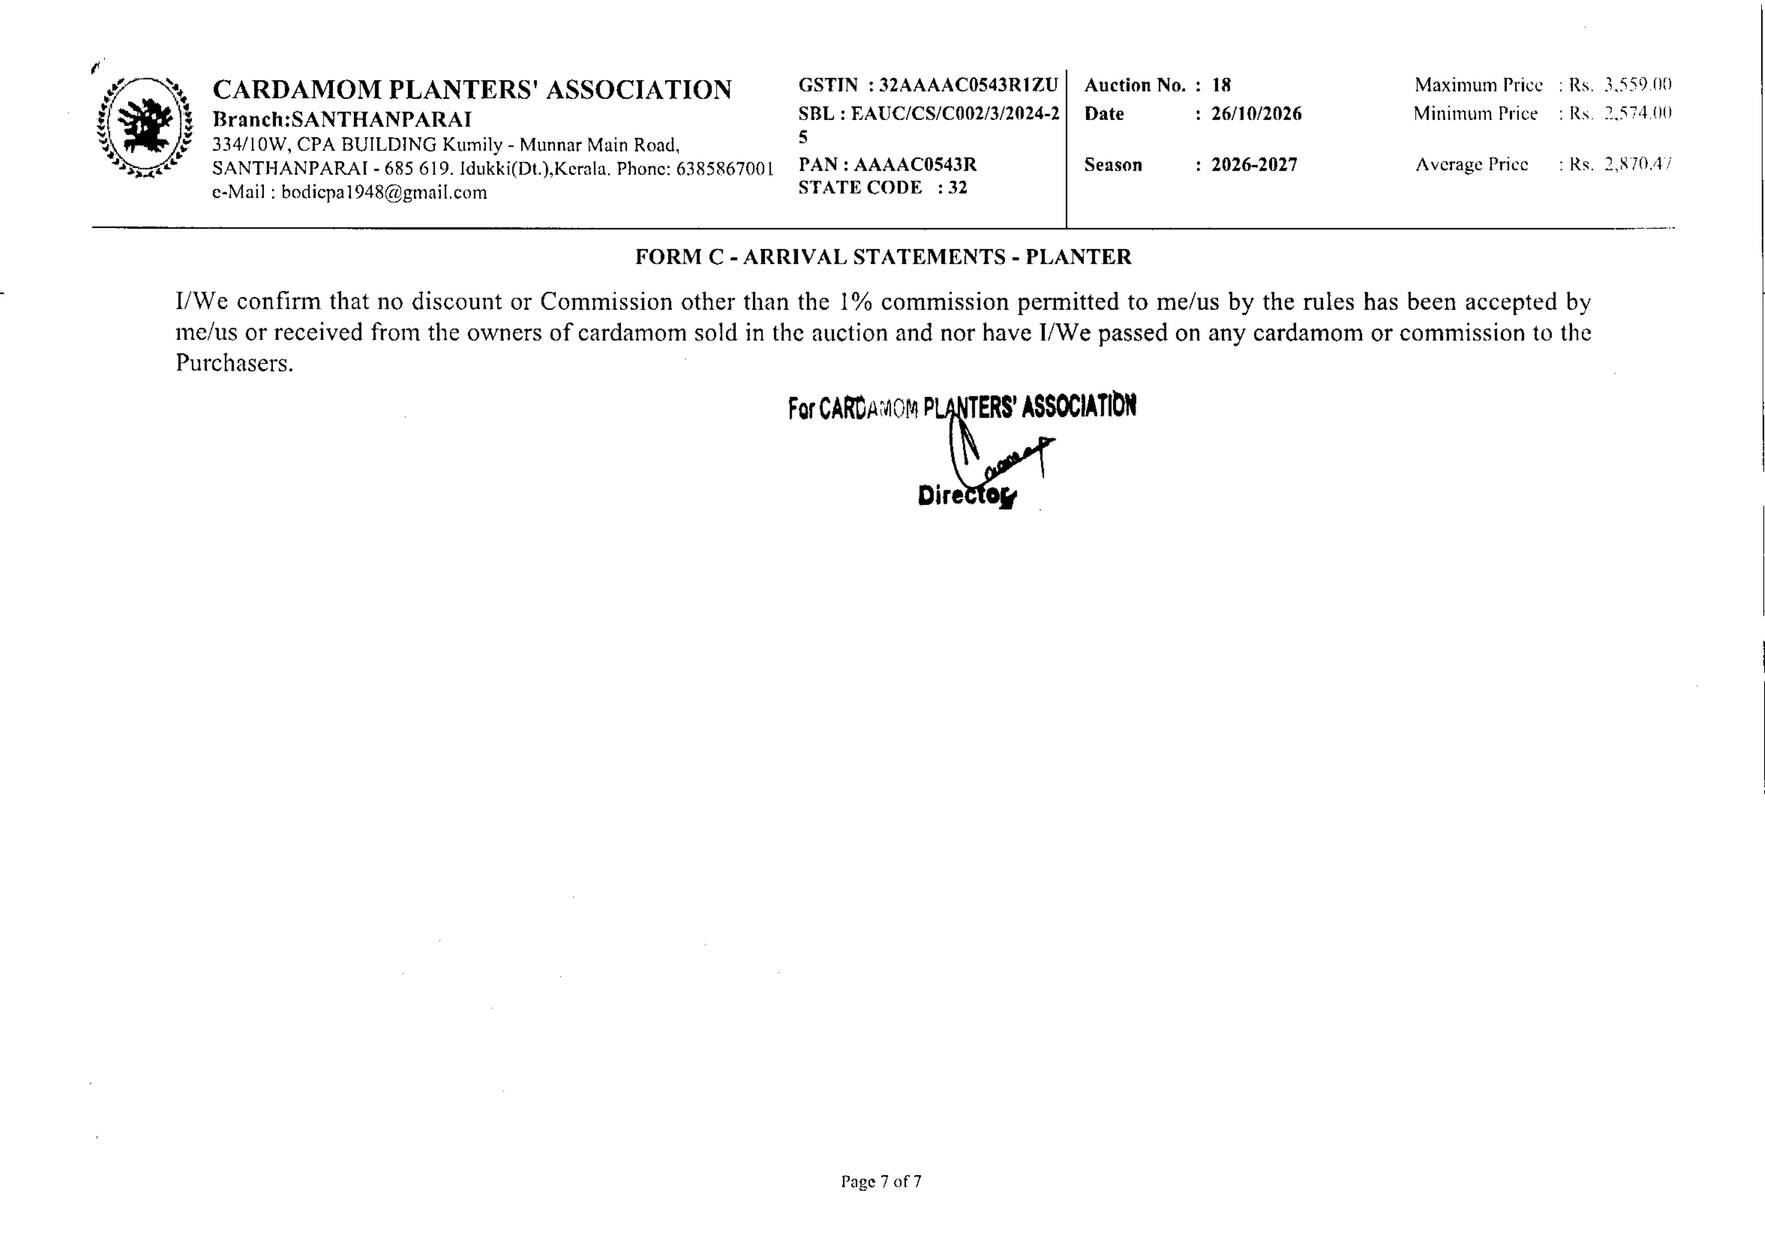 CARDAMOM PLANTERS' ASSOCIATION
Branch:SANTHANPARAI
334/10W, CPA BUILDING Kumily - Munnar Main Road,
SANTHANPARAI - 685 619. Idukki(Dt.),Kerala. Phone: 6385867001
e-Mail : bodicpa1948@gmail.com
GSTIN : 32AAAAC0543R1ZU
SBL : EAUC/CS/C002/3/2024-2
5
PAN : AAAAC0543R
STATE CODE : 32
Auction No. : 18
Date : 26/10/2026
Season : 2026-2027
Maximum Price : Rs. 3,559.00
Minimum Price : Rs. 2,574.00
Average Price : Rs. 2,870.47
FORM C - ARRIVAL STATEMENTS - PLANTER
I/We confirm that no discount or Commission other than the 1% commission permitted to me/us by the rules has been accepted by
me/us or received from the owners of cardamom sold in the auction and nor have I/We passed on any cardamom or commission to the
Purchasers.
For CARDAMOM PLANTERS' ASSOCIATION
Director
Page 7 of 7